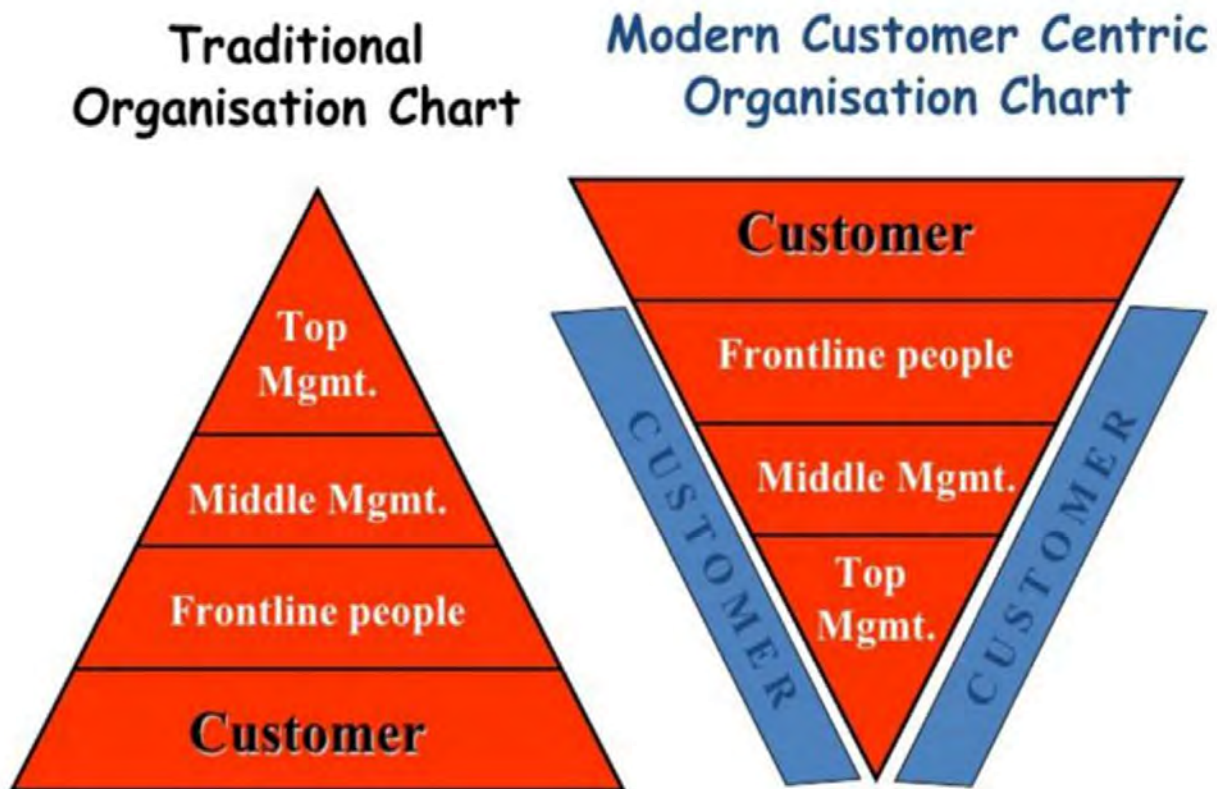 Traditional
Organisation Chart
Top
Mgmt.
Middle Mgmt.
Frontline people
Customer
Modern Customer Centric
Organisation Chart
Customer
Frontline people
Middle Mgmt.
Top
Mgmt.
CUSTOMER
CUSTOMER